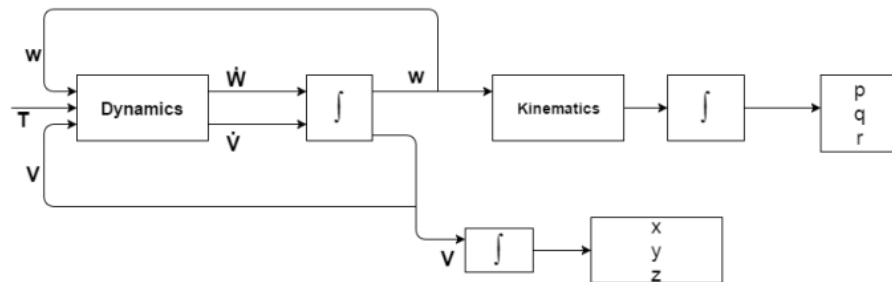 w
Ẇ
w
p
q
r
Dynamics
∫
Kinematics
∫
T
V̇
V
V
∫
x
y
z